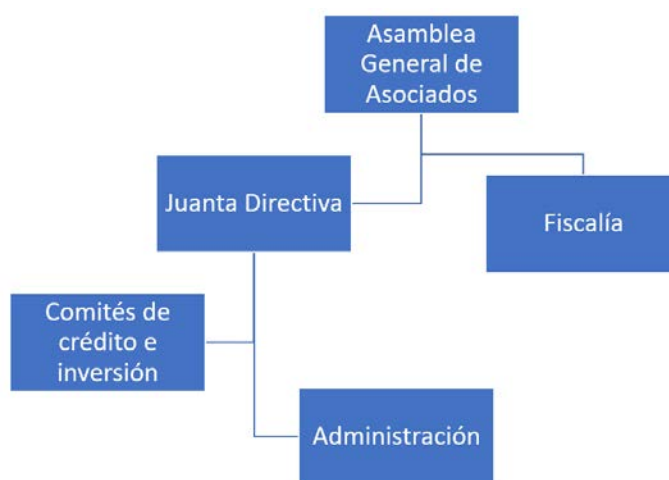 Asamblea
General de
Asociados
Juanta Directiva
Fiscalía
Comités de
crédito e
inversión
Administración